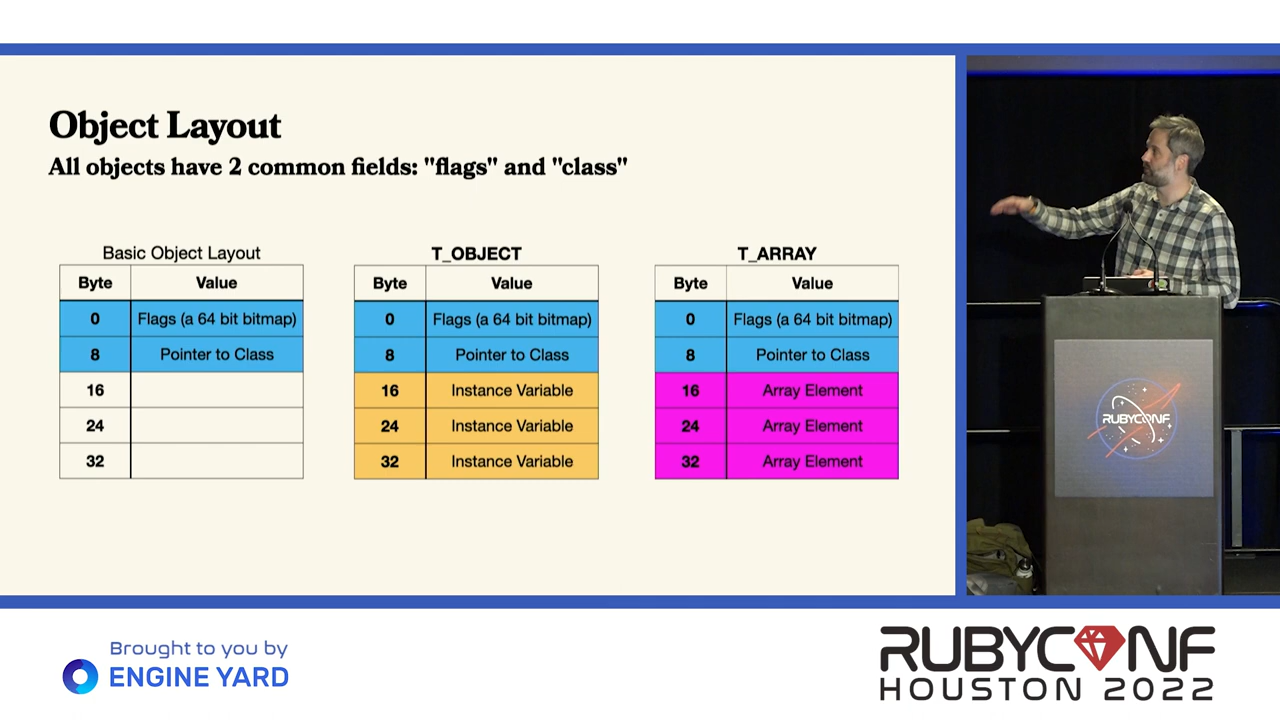 Object Layout
All objects have 2 common fields: "flags" and "class"
Basic Object Layout
Byte Value
0 Flags (a 64 bit bitmap)
8 Pointer to Class
16
24
32
T_OBJECT
Byte Value
0 Flags (a 64 bit bitmap)
8 Pointer to Class
16 Instance Variable
24 Instance Variable
32 Instance Variable
T_ARRAY
Byte Value
0 Flags (a 64 bit bitmap)
8 Pointer to Class
16 Array Element
24 Array Element
32 Array Element
RUBYCONF
Brought to you by
ENGINE YARD
RUBYCONF
HOUSTON 2022